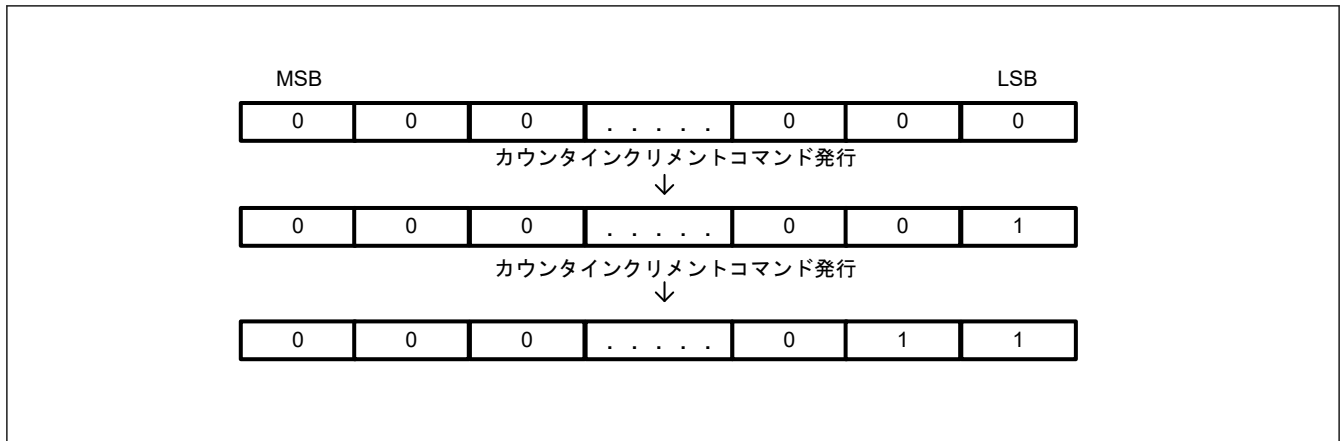 MSB LSB
0 0 0 . . . . . 0 0 0
カウンタインクリメントコマンド発行
↓
0 0 0 . . . . . 0 0 1
カウンタインクリメントコマンド発行
↓
0 0 0 . . . . . 0 1 1